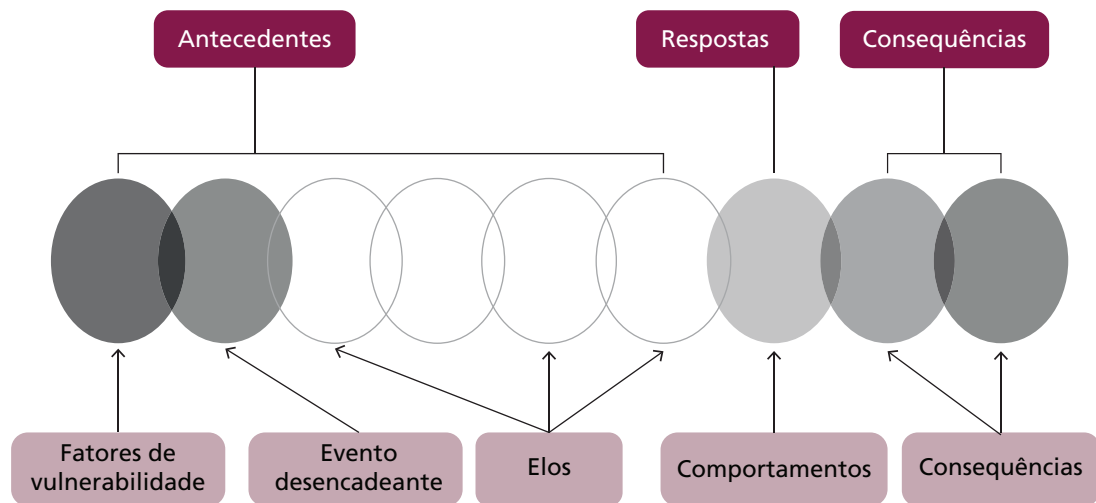 Antecedentes
Respostas
Consequências
Fatores de
vulnerabilidade
Evento
desencadeante
Elos
Comportamentos
Consequências